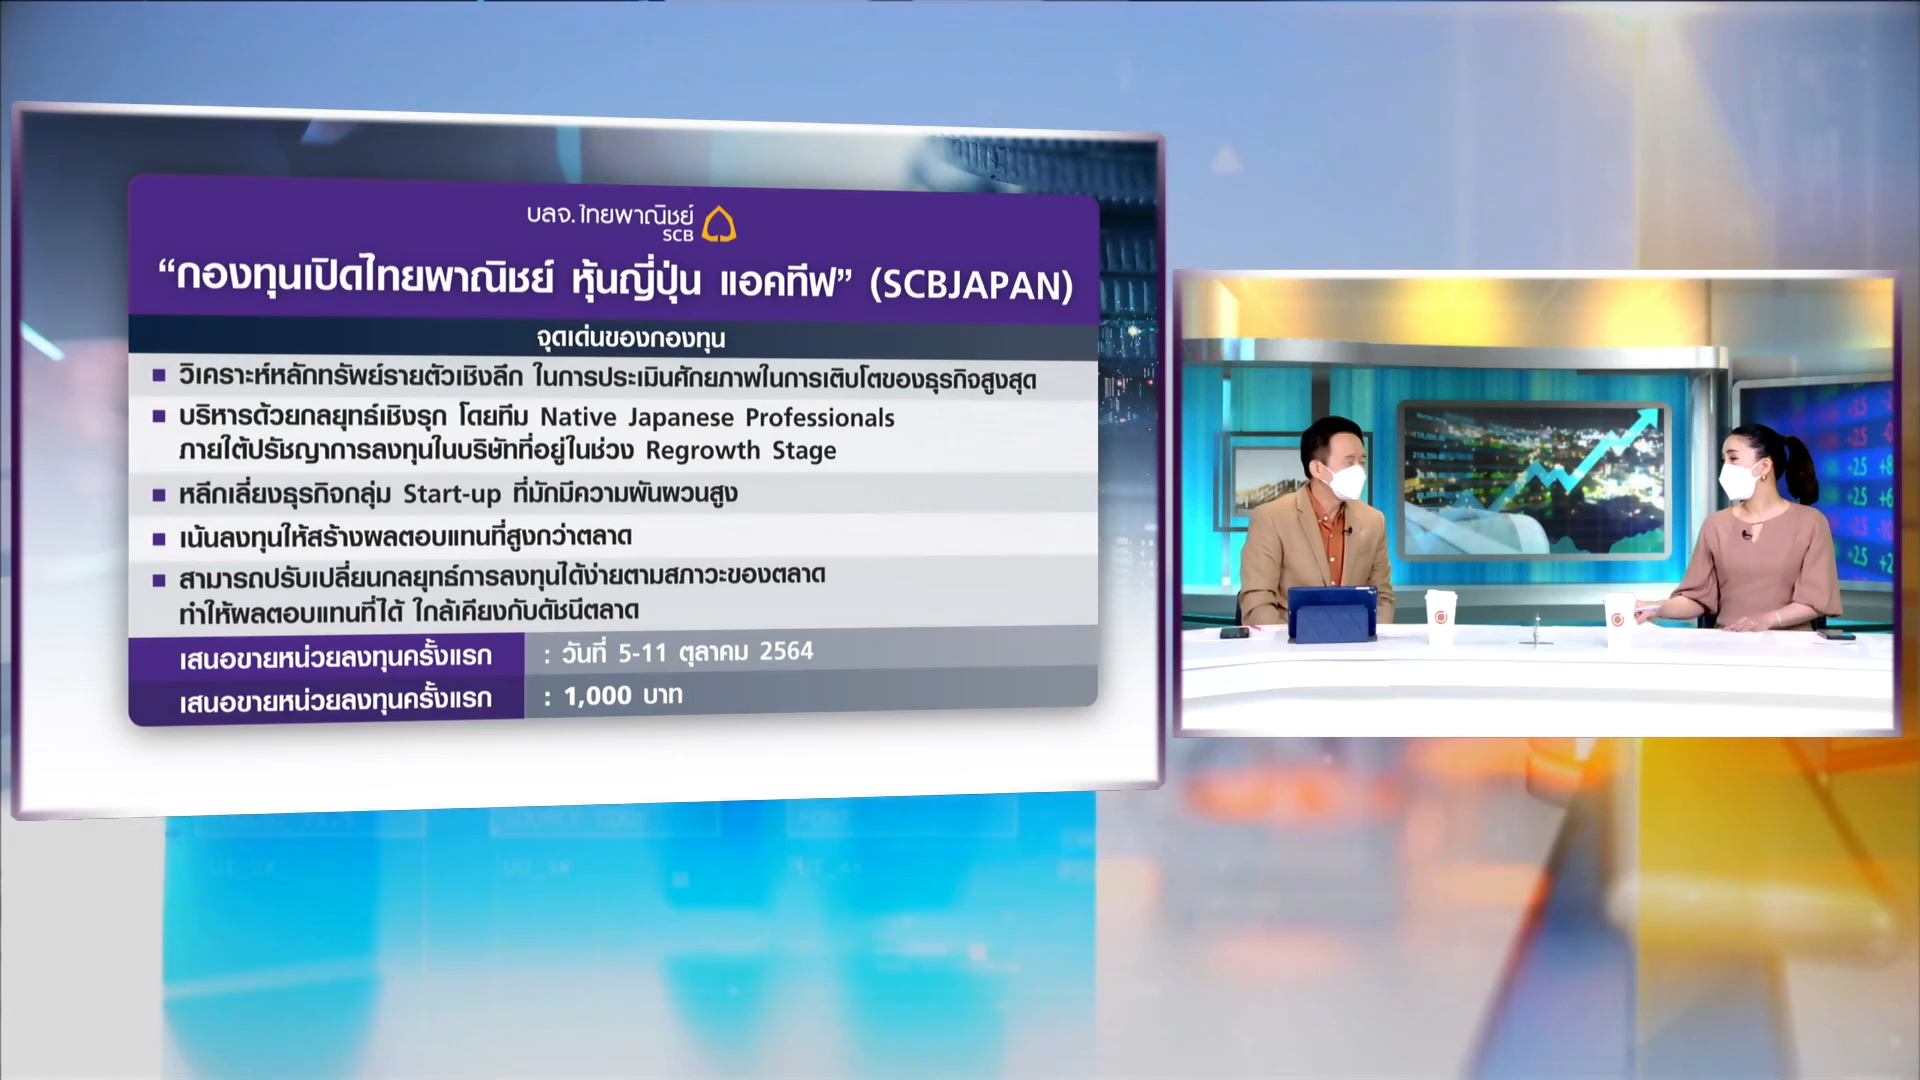 บลจ.ไทยพาณิชย์
SCB
“กองทุนเปิดไทยพาณิชย์ หุ้นญี่ปุ่น แอคทีฟ” (SCBJAPAN)
จุดเด่นของกองทุน
▪ วิเคราะห์หลักทรัพย์รายตัวเชิงลึก ในการประเมินศักยภาพในการเติบโตของธุรกิจสูงสุด
▪ บริหารด้วยกลยุทธ์เชิงรุก โดยทีม Native Japanese Professionals
ภายใต้ปรัชญาการลงทุนในบริษัทที่อยู่ในช่วง Regrowth Stage
▪ หลีกเลี่ยงธุรกิจกลุ่ม Start-up ที่มักมีความผันผวนสูง
▪ เน้นลงทุนให้สร้างผลตอบแทนที่สูงกว่าตลาด
▪ สามารถปรับเปลี่ยนกลยุทธ์การลงทุนได้ง่ายตามสภาวะของตลาด
ทำให้ผลตอบแทนที่ได้ ใกล้เคียงกับดัชนีตลาด
เสนอขายหน่วยลงทุนครั้งแรก : วันที่ 5-11 ตุลาคม 2564
เสนอขายหน่วยลงทุนครั้งแรก : 1,000 บาท